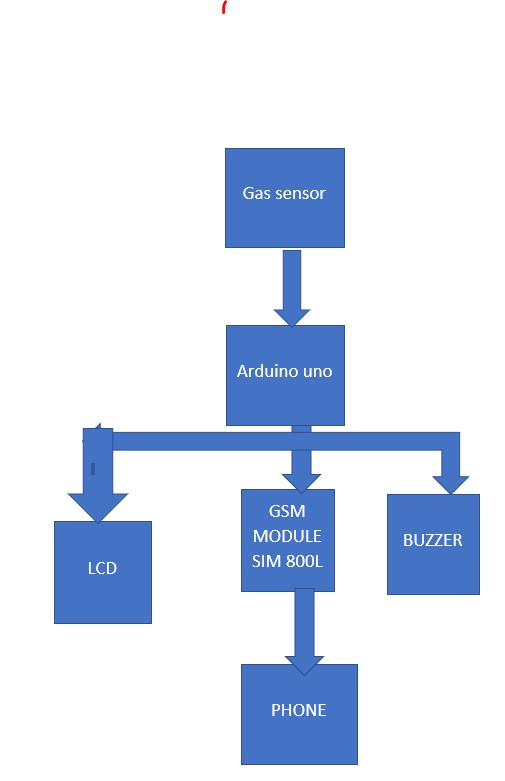 Gas sensor
Arduino uno
GSM
MODULE
SIM 800L
BUZZER
LCD
PHONE